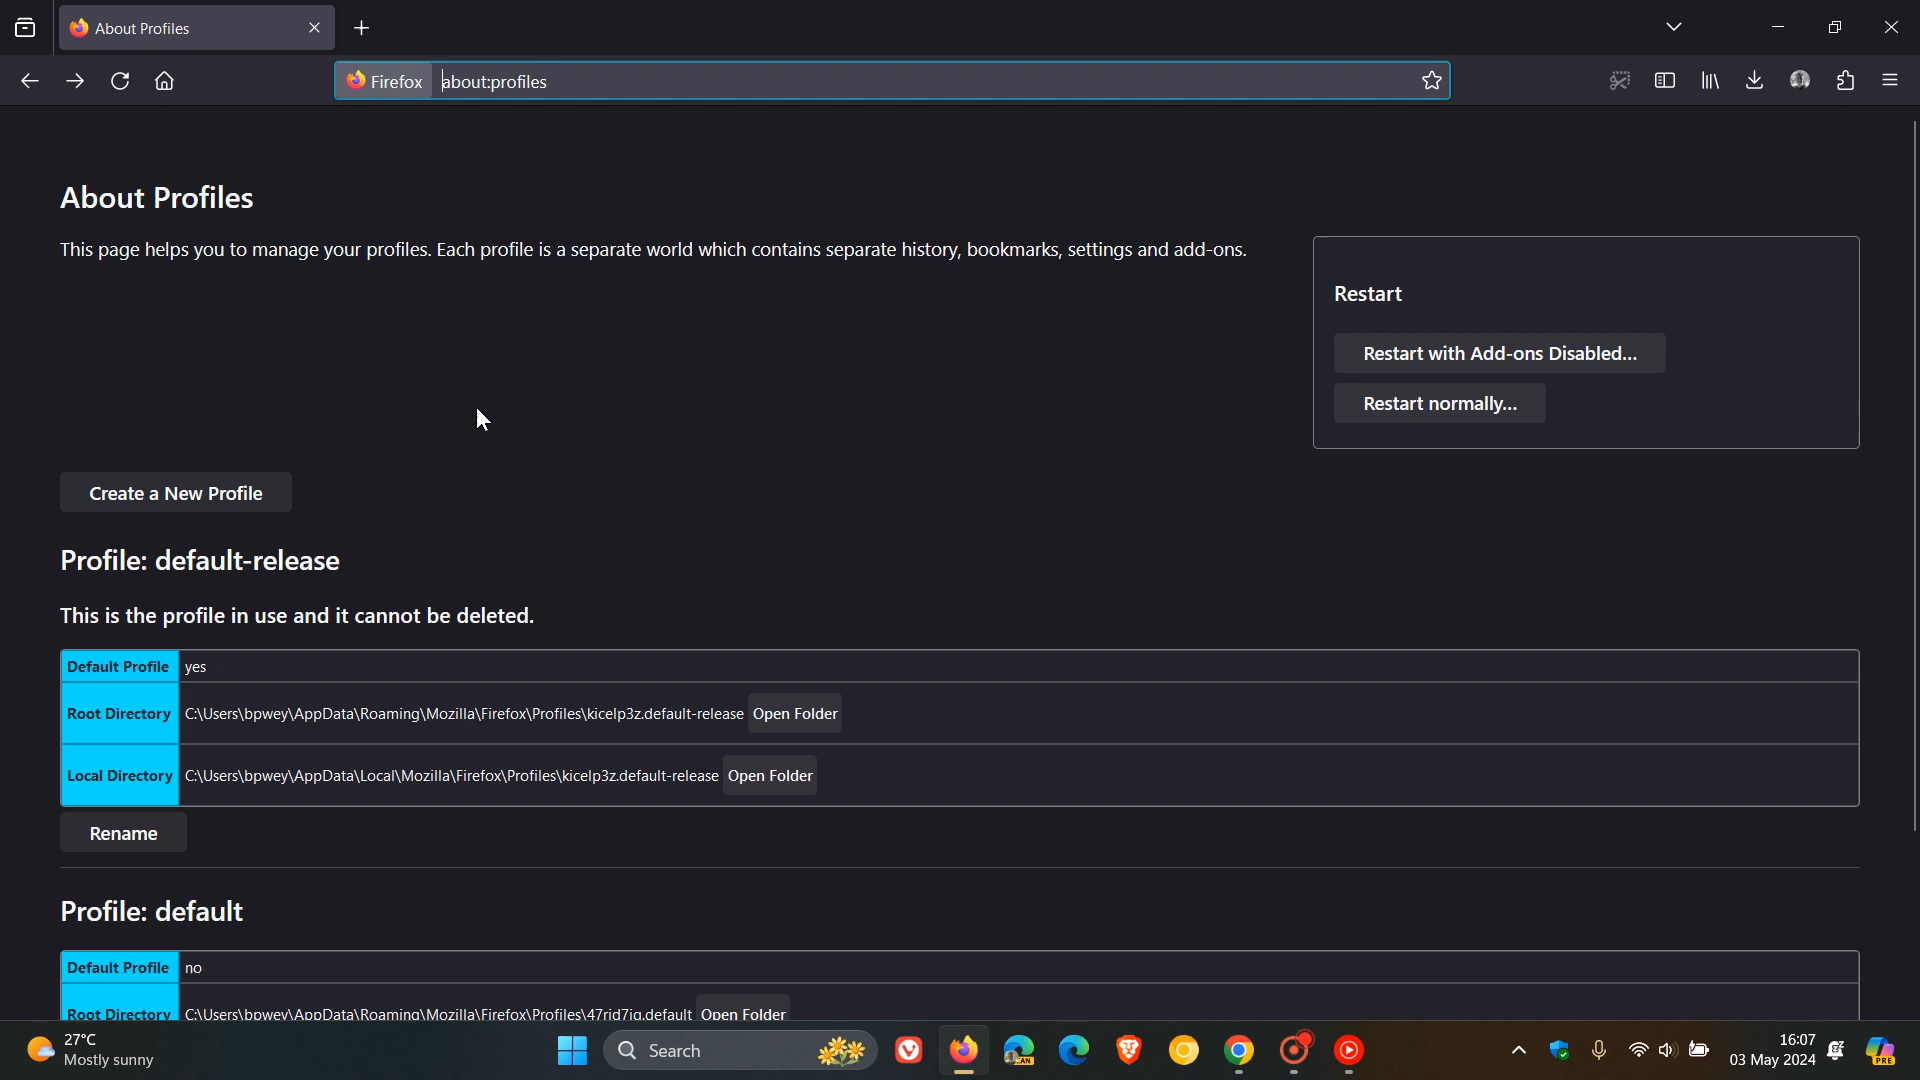 About Profiles
Firefox about:profiles
About Profiles
This page helps you to manage your profiles. Each profile is a separate world which contains separate history, bookmarks, settings and add-ons.
Restart
Restart with Add-ons Disabled...
Restart normally...
Create a New Profile
Profile: default-release
This is the profile in use and it cannot be deleted.
Default Profile yes
Root Directory C:\Users\bpwey\AppData\Roaming\Mozilla\Firefox\Profiles\kicelp3z.default-release Open Folder
Local Directory C:\Users\bpwey\AppData\Local\Mozilla\Firefox\Profiles\kicelp3z.default-release Open Folder
Rename
Profile: default
Default Profile no
Root Directory C:\Users\bpwey\AppData\Roaming\Mozilla\Firefox\Profiles\47rid7iq.default Open Folder
27°C
Mostly sunny
Search
CAN
16:07
03 May 2024
PRE